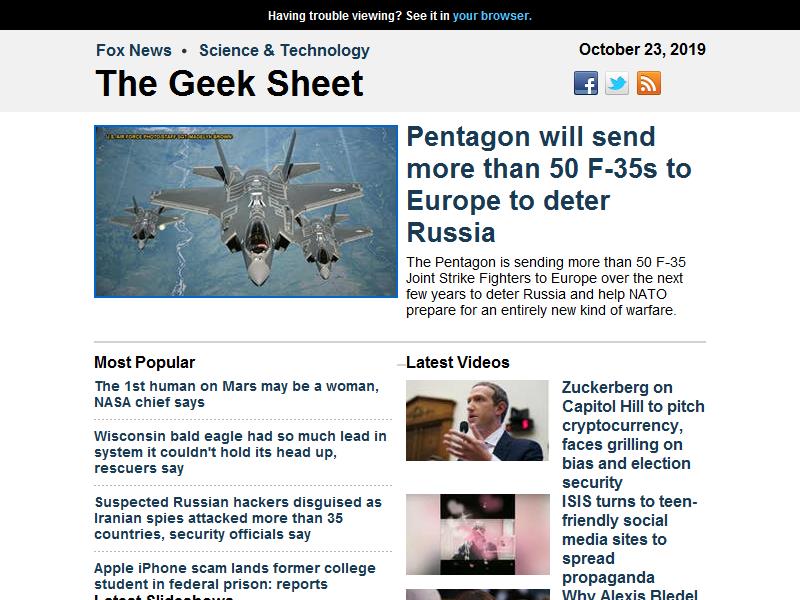 Having trouble viewing? See it in your browser.
Fox News • Science & Technology
October 23, 2019
The Geek Sheet
U.S. AIR FORCE PHOTO/STAFF SGT. MADELYN BROWN
Pentagon will send
more than 50 F-35s to
Europe to deter
Russia
The Pentagon is sending more than 50 F-35
Joint Strike Fighters to Europe over the next
few years to deter Russia and help NATO
prepare for an entirely new kind of warfare.
Most Popular
The 1st human on Mars may be a woman,
NASA chief says
Wisconsin bald eagle had so much lead in
system it couldn't hold its head up,
rescuers say
Suspected Russian hackers disguised as
Iranian spies attacked more than 35
countries, security officials say
Apple iPhone scam lands former college
student in federal prison: reports
Latest Slideshows
Latest Videos
Zuckerberg on
Capitol Hill to pitch
cryptocurrency,
faces grilling on
bias and election
security
ISIS turns to teen-
friendly social
media sites to
spread
propaganda
Why Alexis Bledel